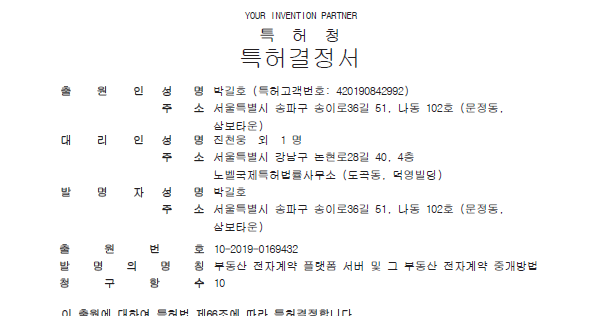 YOUR INVENTION PARTNER
특 허 청
특허결정서
출 원 인 성 명 박길호 (특허고객번호: 420190842992)
주 소 서울특별시 송파구 송이로36길 51, 나동 102호 (문정동,
삼보타운)
대 리 인 성 명 진천웅 외 1 명
주 소 서울특별시 강남구 논현로28길 40, 4층
노벨국제특허법률사무소 (도곡동, 덕영빌딩)
발 명 자 성 명 박길호
주 소 서울특별시 송파구 송이로36길 51, 나동 102호 (문정동,
삼보타운)
출 원 번 호 10-2019-0169432
발 명 의 명 칭 부동산 전자계약 플랫폼 서버 및 그 부동산 전자계약 중개방법
청 구 항 수 10
이 출원에 대하여 특허법 제66조에 따라 특허결정합니다